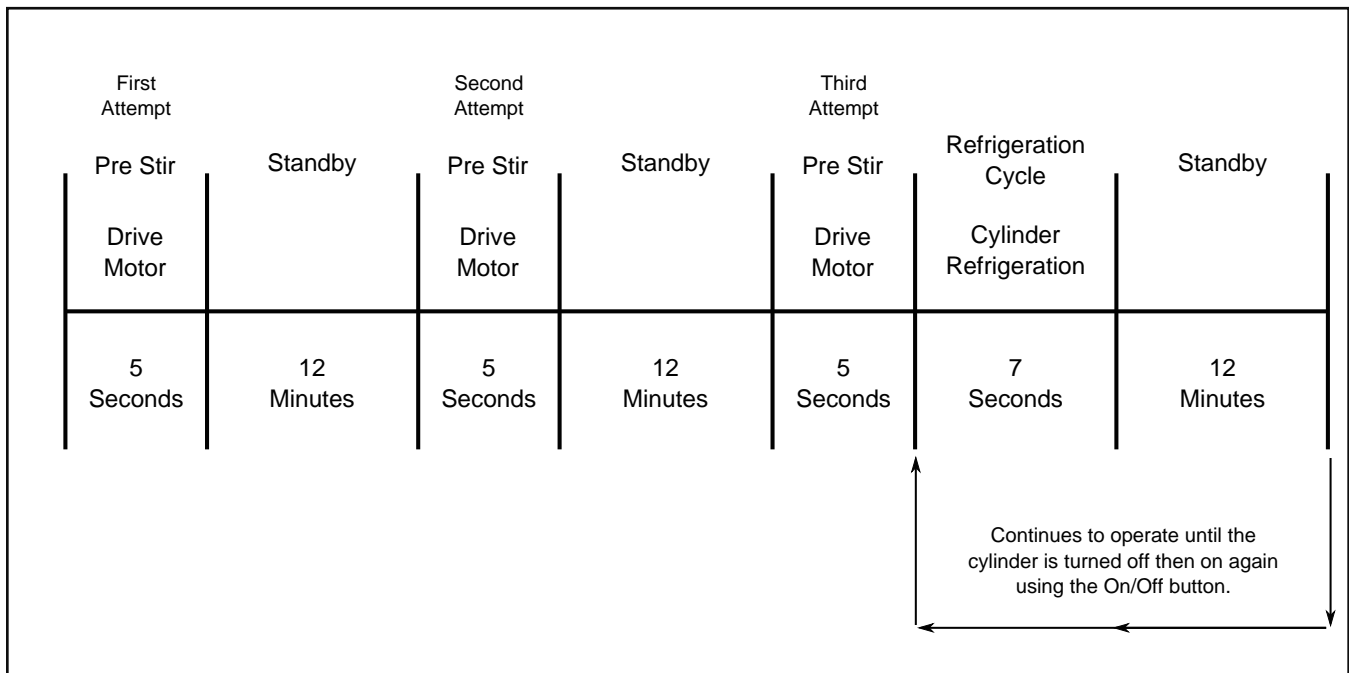 First
Attempt
Second
Attempt
Third
Attempt
Pre Stir
Standby
Pre Stir
Standby
Pre Stir
Refrigeration
Cycle
Standby
Drive
Motor
Drive
Motor
Drive
Motor
Cylinder
Refrigeration
5
Seconds
12
Minutes
5
Seconds
12
Minutes
5
Seconds
7
Seconds
12
Minutes
Continues to operate until the
cylinder is turned off then on again
using the On/Off button.